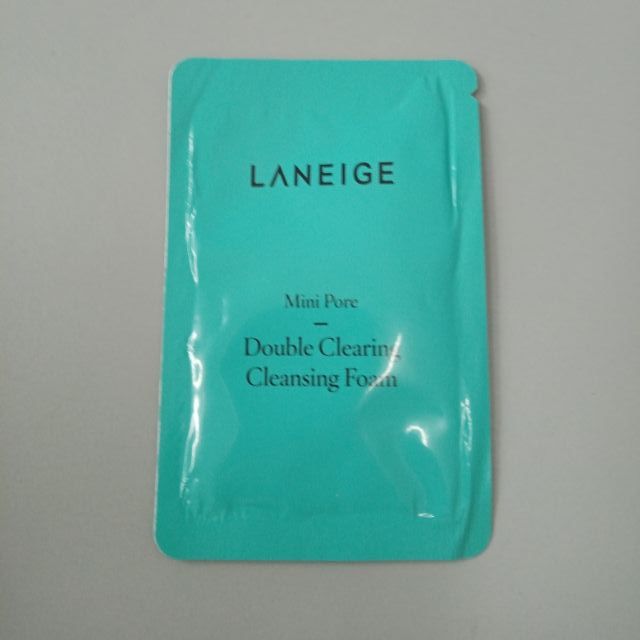 LANEIGE
Mini Pore
Double Clearing
Cleansing Foam